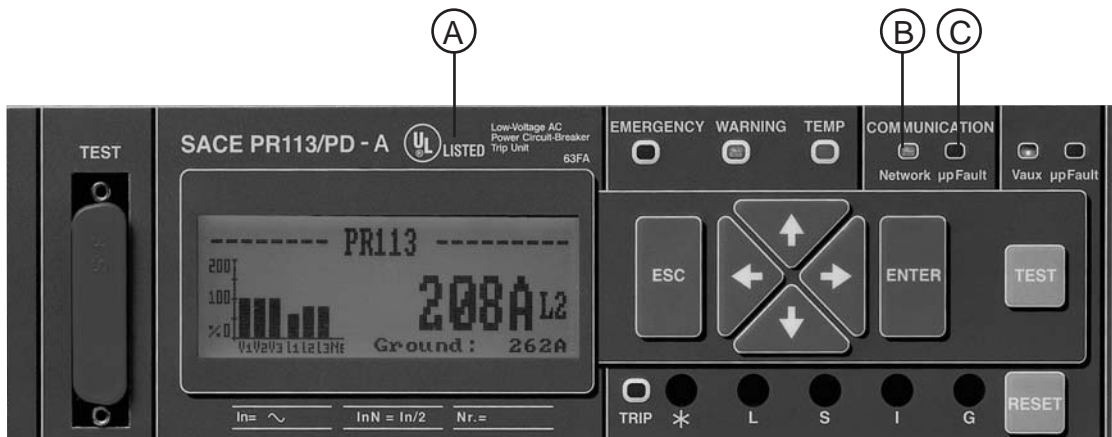 A
B
C
TEST
SACE PR113/PD - A
UL
®
LISTED
Low-Voltage AC
Power Circuit-Breaker
Trip Unit
63FA
EMERGENCY WARNING TEMP
COMMUNICATION
Network µpFault
Vaux µpFault
-------- PR113 ---------
200
100
%0
V1V2V3 L1L2L3NE
208A L2
Ground: 262A
ESC
ENTER
TEST
In= ~
InN = In/2
Nr.=
TRIP * L S I G
RESET